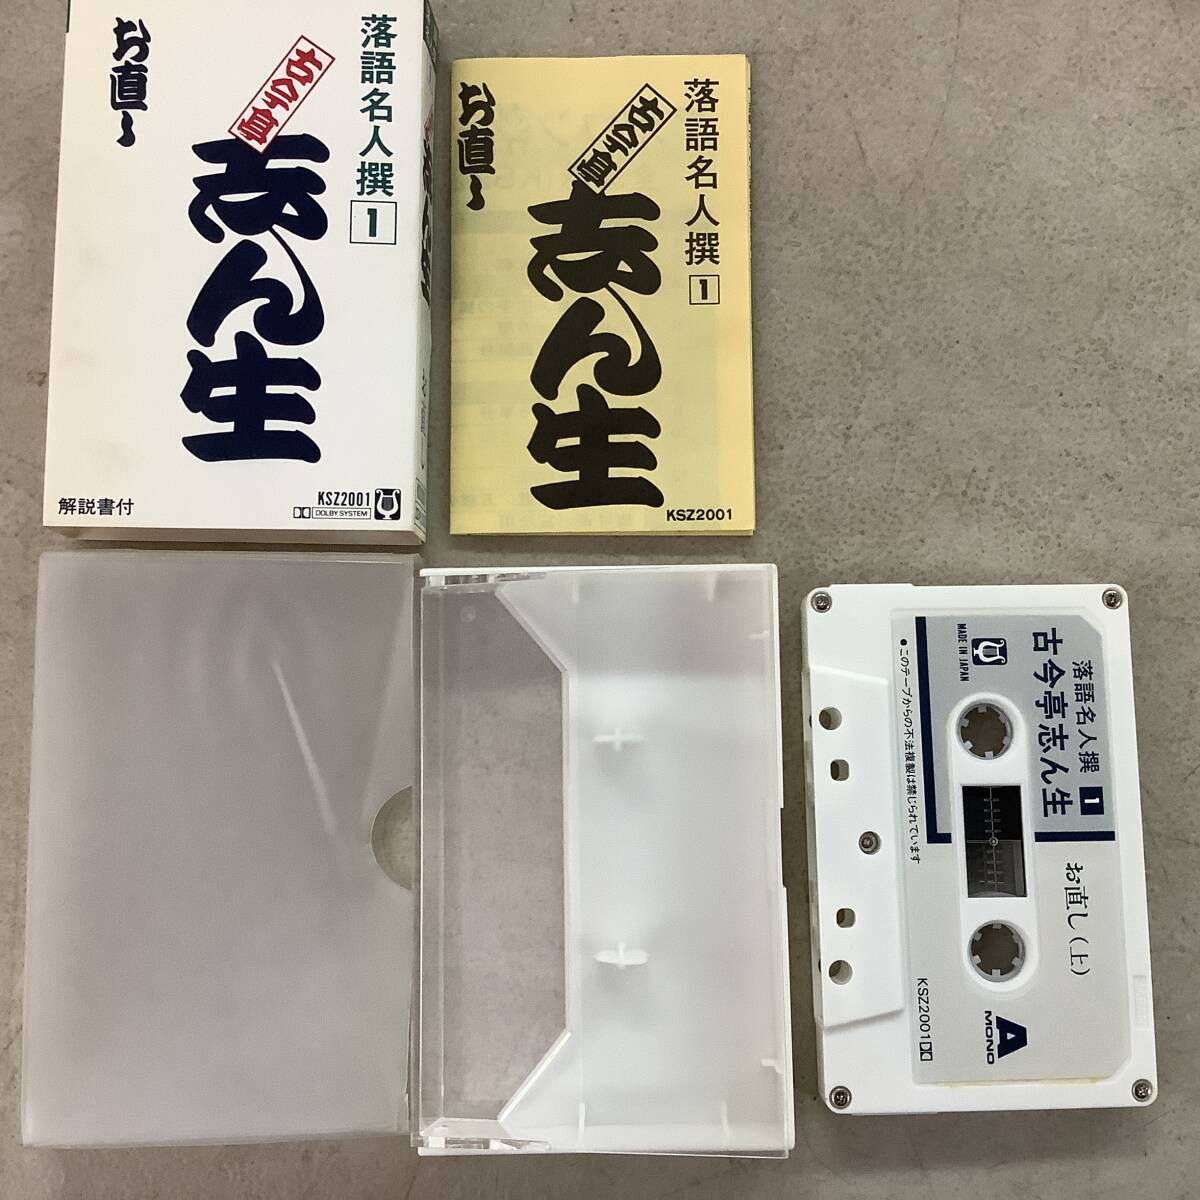 落語名人撰 1
古今亭
志ん生
お直し
解説書付
KSZ2001
DOLBY SYSTEM
落語名人撰 1
古今亭
志ん生
お直し
KSZ2001
落語名人撰 1
古今亭志ん生
お直し(上)
MADE IN JAPAN
●このテープからの不法複製は禁じられています
A
MONO
KSZ2001